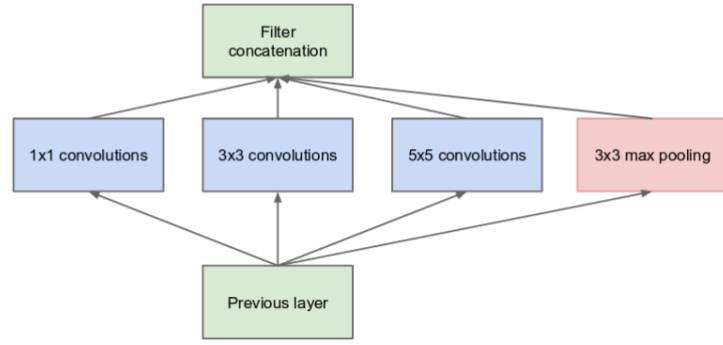 Filter
concatenation
1x1 convolutions
3x3 convolutions
5x5 convolutions
3x3 max pooling
Previous layer